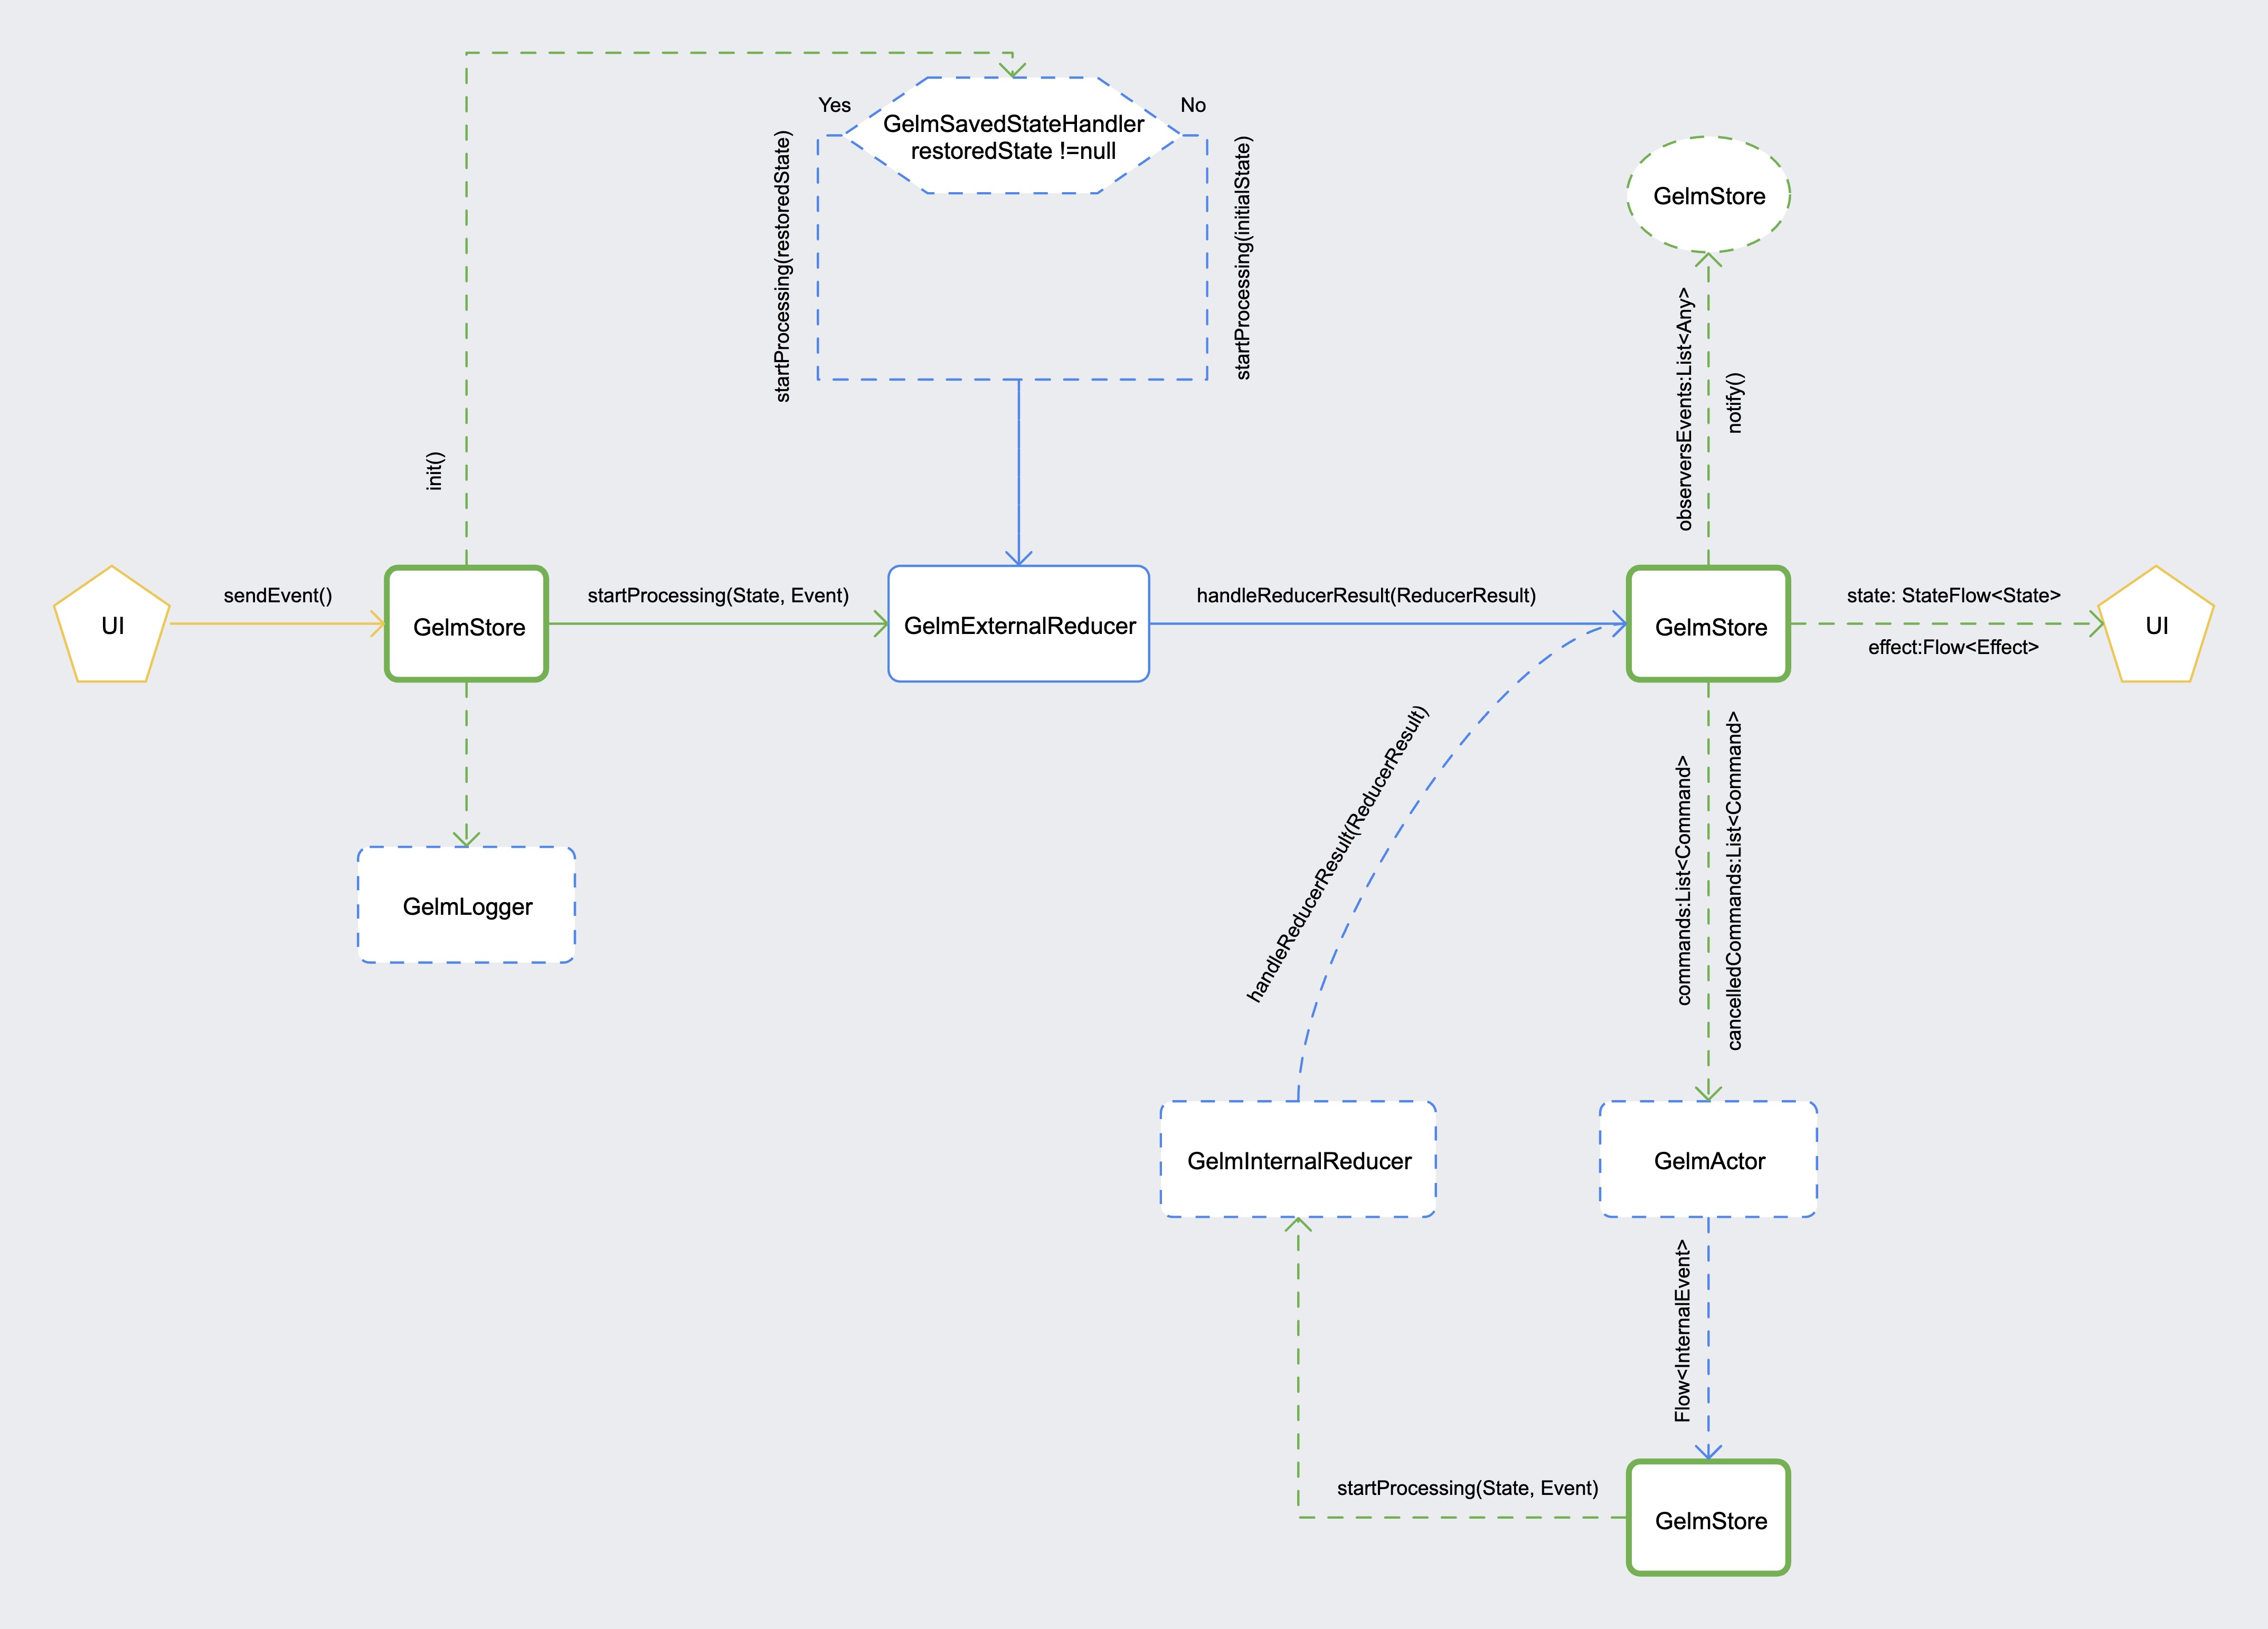 Yes
No
GelmSavedStateHandler
restoredState !=null
startProcessing(restoredState)
startProcessing(initialState)
GelmStore
observersEvents:List<Any>
notify()
init()
UI
sendEvent()
GelmStore
startProcessing(State, Event)
GelmExternalReducer
handleReducerResult(ReducerResult)
GelmStore
state: StateFlow<State>
effect:Flow<Effect>
UI
GelmLogger
handleReducerResult(ReducerResult)
commands:List<Command>
cancelledCommands:List<Command>
GelmInternalReducer
GelmActor
Flow<InternalEvent>
startProcessing(State, Event)
GelmStore